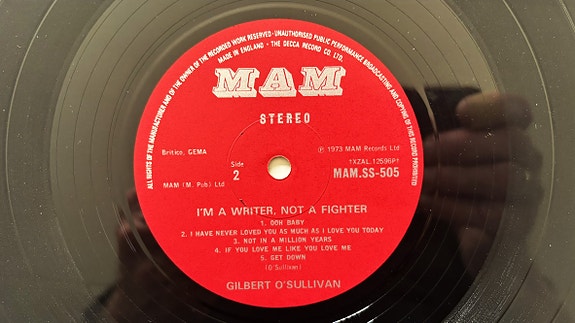 ALL RIGHTS OF THE MANUFACTURER AND OF THE OWNER OF THE RECORDED WORK RESERVED·UNAUTHORISED PUBLIC PERFORMANCE BROADCASTING AND COPYING OF THIS RECORD PROHIBITED
MADE IN ENGLAND · THE DECCA RECORD CO. LTD.
MAM
STEREO
Britico, GEMA
Side
2
MAM (M. Pub) Ltd
℗ 1973 MAM Records Ltd
MAM.SS-505
I'M A WRITER, NOT A FIGHTER
1. OOH BABY
2. I HAVE NEVER LOVED YOU AS MUCH AS I LOVE YOU TODAY
3. NOT IN A MILLION YEARS
4. IF YOU LOVE ME LIKE YOU LOVE ME
5. GET DOWN
(O'Sullivan)
GILBERT O'SULLIVAN